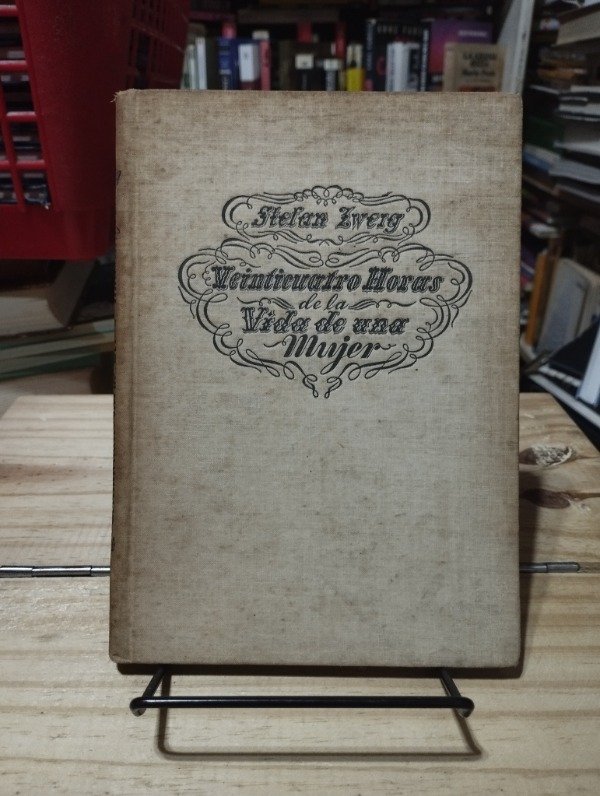 Stefan Zweig
Veinticuatro Horas
de la
Vida de una
Mujer